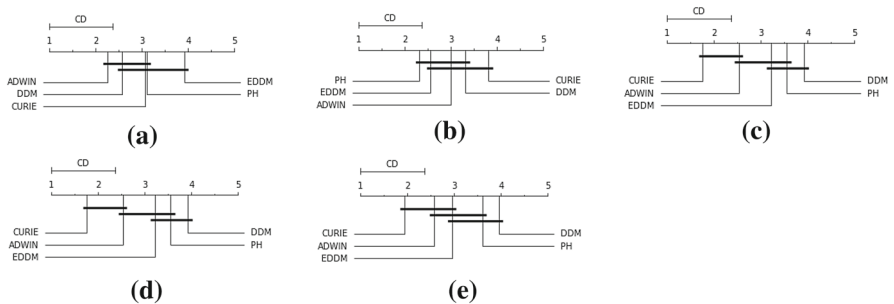 CD
1 2 3 4 5
ADWIN EDDM
DDM PH
CURIE
(a)
CD
1 2 3 4 5
PH CURIE
EDDM DDM
ADWIN
(b)
CD
1 2 3 4 5
CURIE DDM
ADWIN PH
EDDM
(c)
CD
1 2 3 4 5
CURIE DDM
ADWIN PH
EDDM
(d)
CD
1 2 3 4 5
CURIE DDM
ADWIN PH
EDDM
(e)